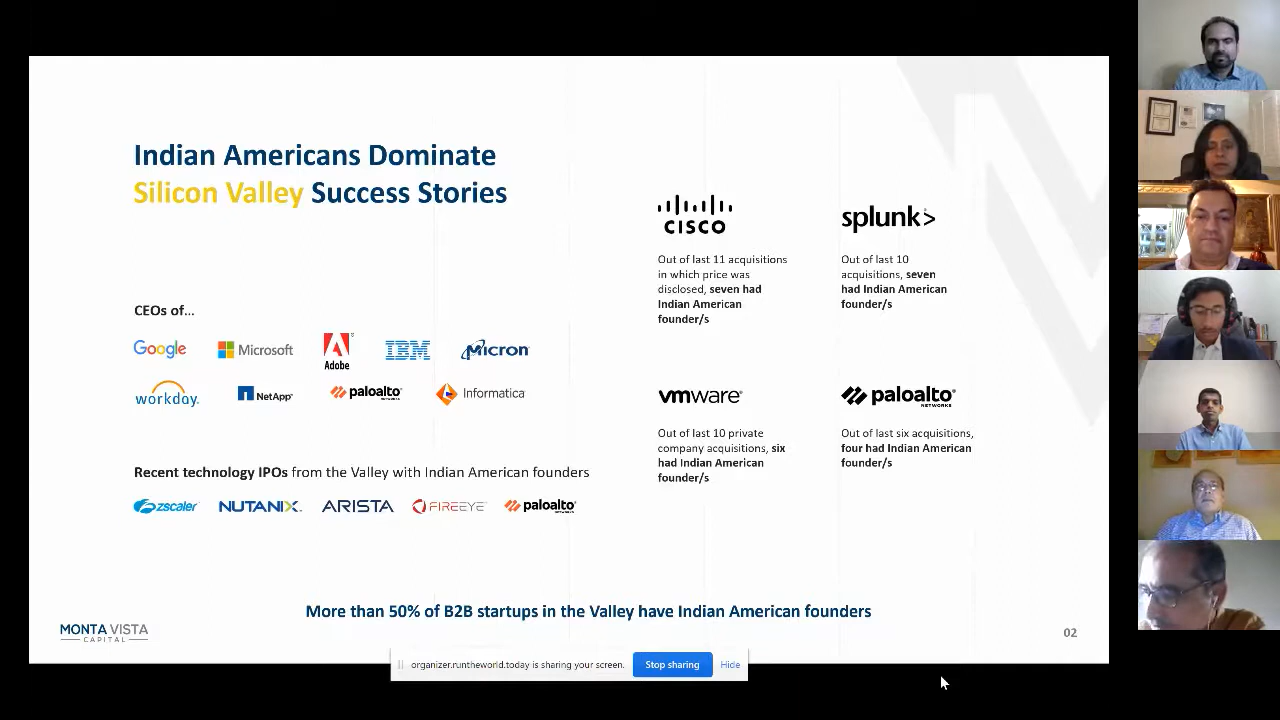 Indian Americans Dominate
Silicon Valley Success Stories
CEOs of...
Google
Microsoft
Adobe
IBM
Micron
workday.
NetApp
paloalto
NETWORKS
Informatica
Recent technology IPOs from the Valley with Indian American founders
zscaler
NUTANIX
ARISTA
FIREEYE
paloalto
NETWORKS
CISCO
Out of last 11 acquisitions
in which price was
disclosed, seven had
Indian American
founder/s
splunk>
Out of last 10
acquisitions, seven
had Indian American
founder/s
vmware
Out of last 10 private
company acquisitions, six
had Indian American
founder/s
paloalto
NETWORKS
Out of last six acquisitions,
four had Indian American
founder/s
More than 50% of B2B startups in the Valley have Indian American founders
MONTA VISTA
CAPITAL
02
organizer.runtheworld.today is sharing your screen.
Stop sharing
Hide